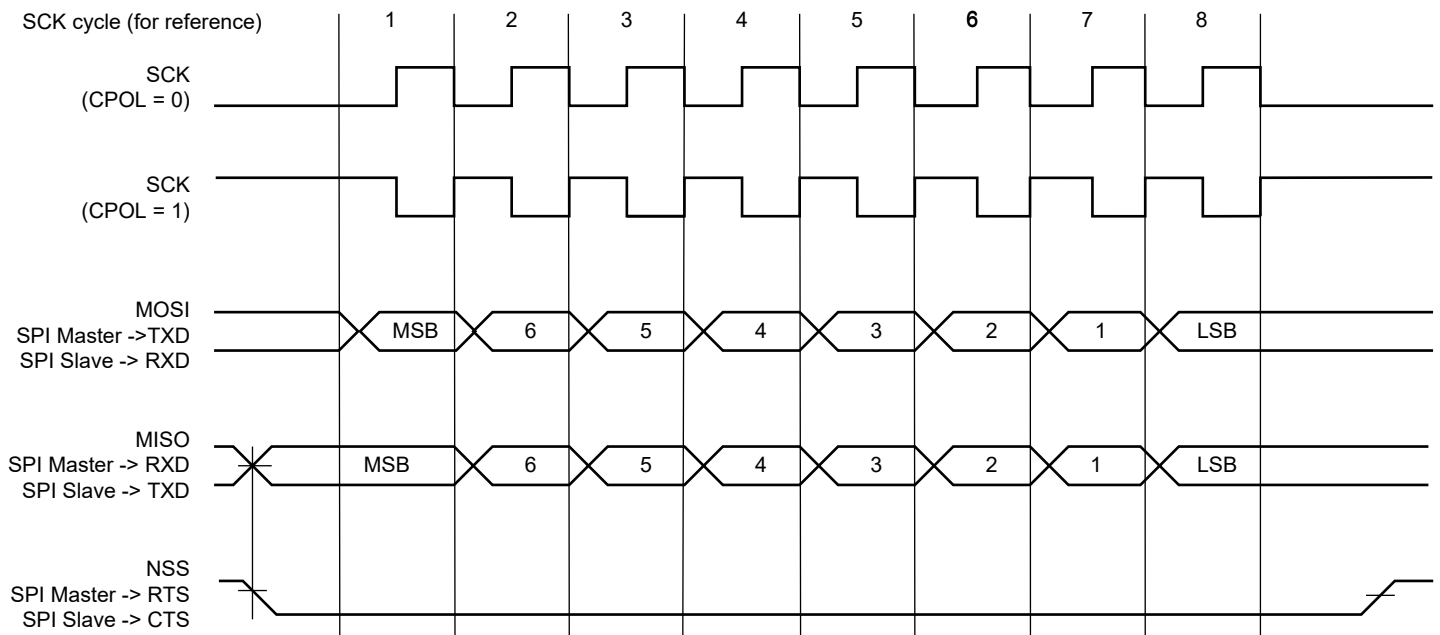 SCK cycle (for reference) 1 2 3 4 5 6 7 8
SCK
(CPOL = 0)
SCK
(CPOL = 1)
MOSI
SPI Master ->TXD
SPI Slave -> RXD
MSB 6 5 4 3 2 1 LSB
MISO
SPI Master -> RXD
SPI Slave -> TXD
MSB 6 5 4 3 2 1 LSB
NSS
SPI Master -> RTS
SPI Slave -> CTS